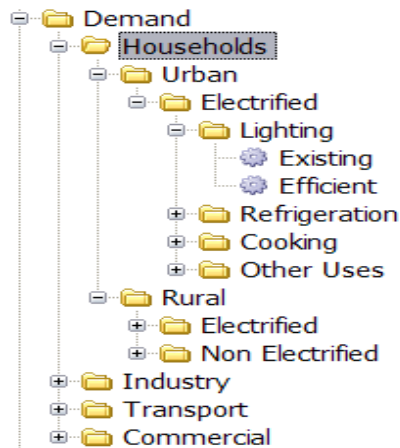 Demand
Households
Urban
Electrified
Lighting
Existing
Efficient
Refrigeration
Cooking
Other Uses
Rural
Electrified
Non Electrified
Industry
Transport
Commercial